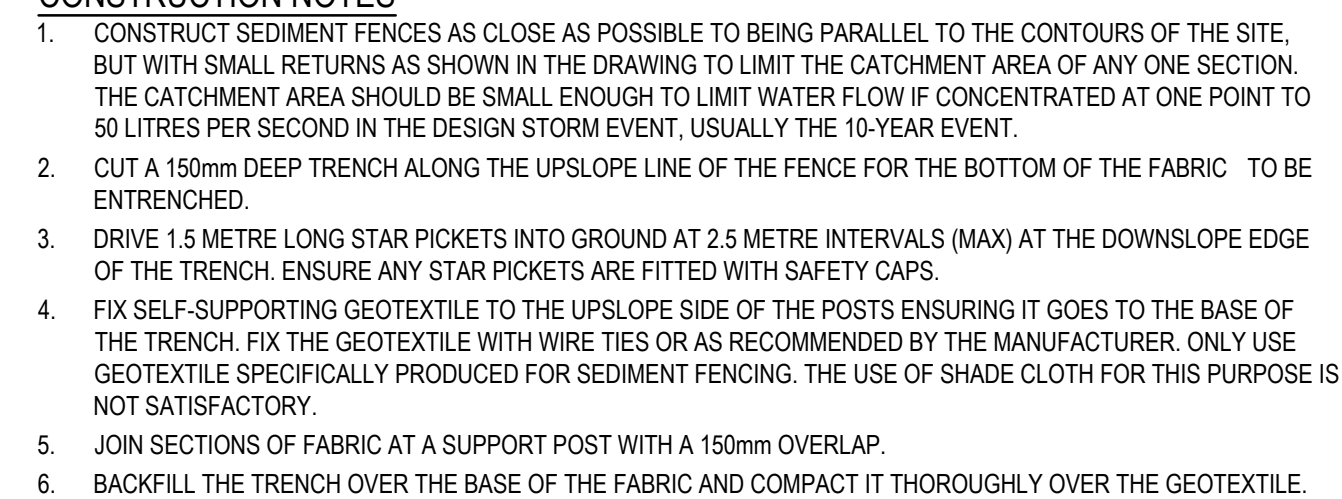 CONSTRUCTION NOTES
1. CONSTRUCT SEDIMENT FENCES AS CLOSE AS POSSIBLE TO BEING PARALLEL TO THE CONTOURS OF THE SITE,
BUT WITH SMALL RETURNS AS SHOWN IN THE DRAWING TO LIMIT THE CATCHMENT AREA OF ANY ONE SECTION.
THE CATCHMENT AREA SHOULD BE SMALL ENOUGH TO LIMIT WATER FLOW IF CONCENTRATED AT ONE POINT TO
50 LITRES PER SECOND IN THE DESIGN STORM EVENT, USUALLY THE 10-YEAR EVENT.
2. CUT A 150mm DEEP TRENCH ALONG THE UPSLOPE LINE OF THE FENCE FOR THE BOTTOM OF THE FABRIC TO BE
ENTRENCHED.
3. DRIVE 1.5 METRE LONG STAR PICKETS INTO GROUND AT 2.5 METRE INTERVALS (MAX) AT THE DOWNSLOPE EDGE
OF THE TRENCH. ENSURE ANY STAR PICKETS ARE FITTED WITH SAFETY CAPS.
4. FIX SELF-SUPPORTING GEOTEXTILE TO THE UPSLOPE SIDE OF THE POSTS ENSURING IT GOES TO THE BASE OF
THE TRENCH. FIX THE GEOTEXTILE WITH WIRE TIES OR AS RECOMMENDED BY THE MANUFACTURER. ONLY USE
GEOTEXTILE SPECIFICALLY PRODUCED FOR SEDIMENT FENCING. THE USE OF SHADE CLOTH FOR THIS PURPOSE IS
NOT SATISFACTORY.
5. JOIN SECTIONS OF FABRIC AT A SUPPORT POST WITH A 150mm OVERLAP.
6. BACKFILL THE TRENCH OVER THE BASE OF THE FABRIC AND COMPACT IT THOROUGHLY OVER THE GEOTEXTILE.